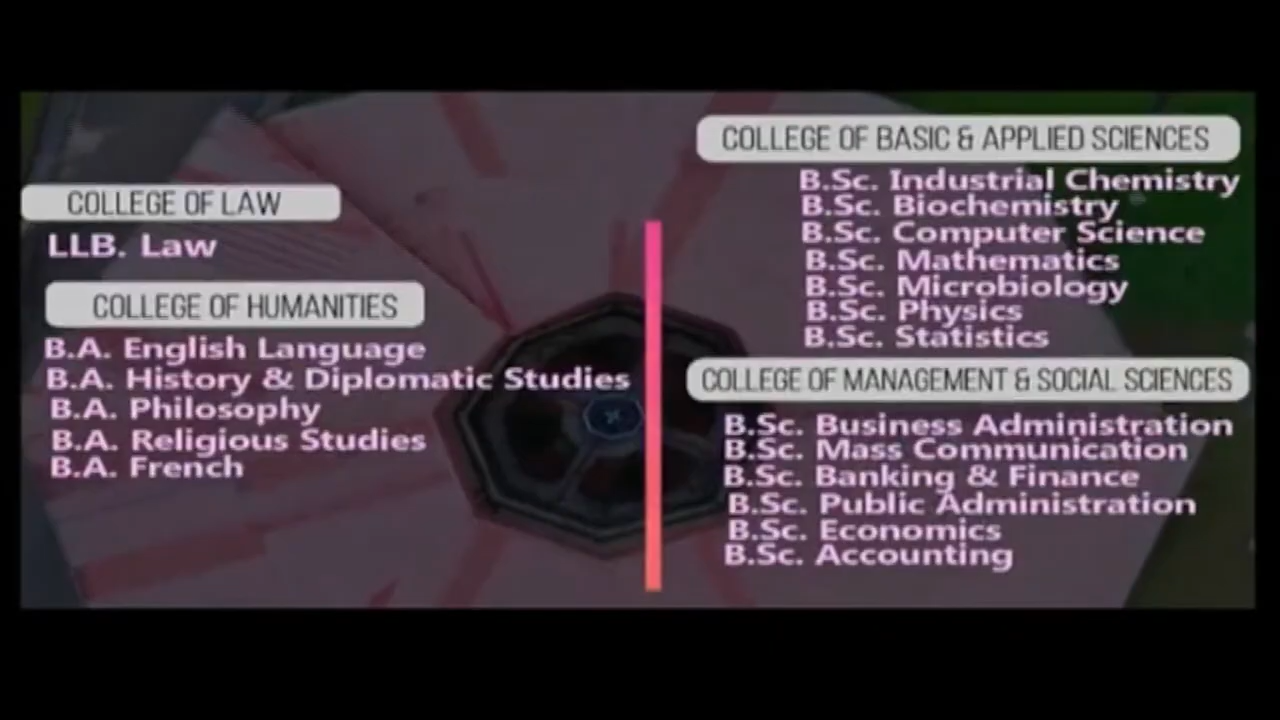 COLLEGE OF LAW
LLB. Law
COLLEGE OF HUMANITIES
B.A. English Language
B.A. History & Diplomatic Studies
B.A. Philosophy
B.A. Religious Studies
B.A. French
COLLEGE OF BASIC & APPLIED SCIENCES
B.Sc. Industrial Chemistry
B.Sc. Biochemistry
B.Sc. Computer Science
B.Sc. Mathematics
B.Sc. Microbiology
B.Sc. Physics
B.Sc. Statistics
COLLEGE OF MANAGEMENT & SOCIAL SCIENCES
B.Sc. Business Administration
B.Sc. Mass Communication
B.Sc. Banking & Finance
B.Sc. Public Administration
B.Sc. Economics
B.Sc. Accounting